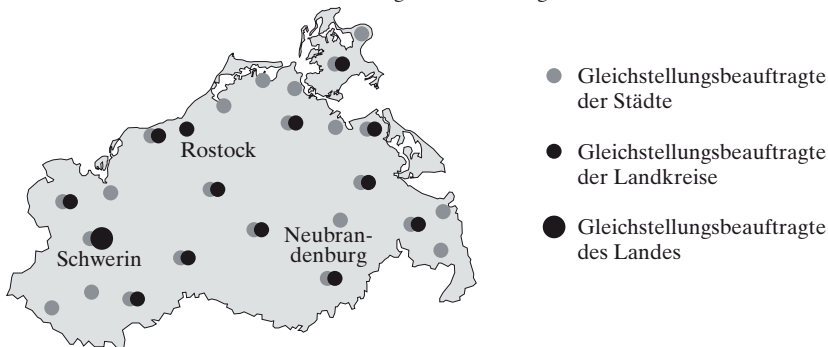 Rostock
Neubran-
denburg
Schwerin
Gleichstellungsbeauftragte
der Städte
Gleichstellungsbeauftragte
der Landkreise
Gleichstellungsbeauftragte
des Landes